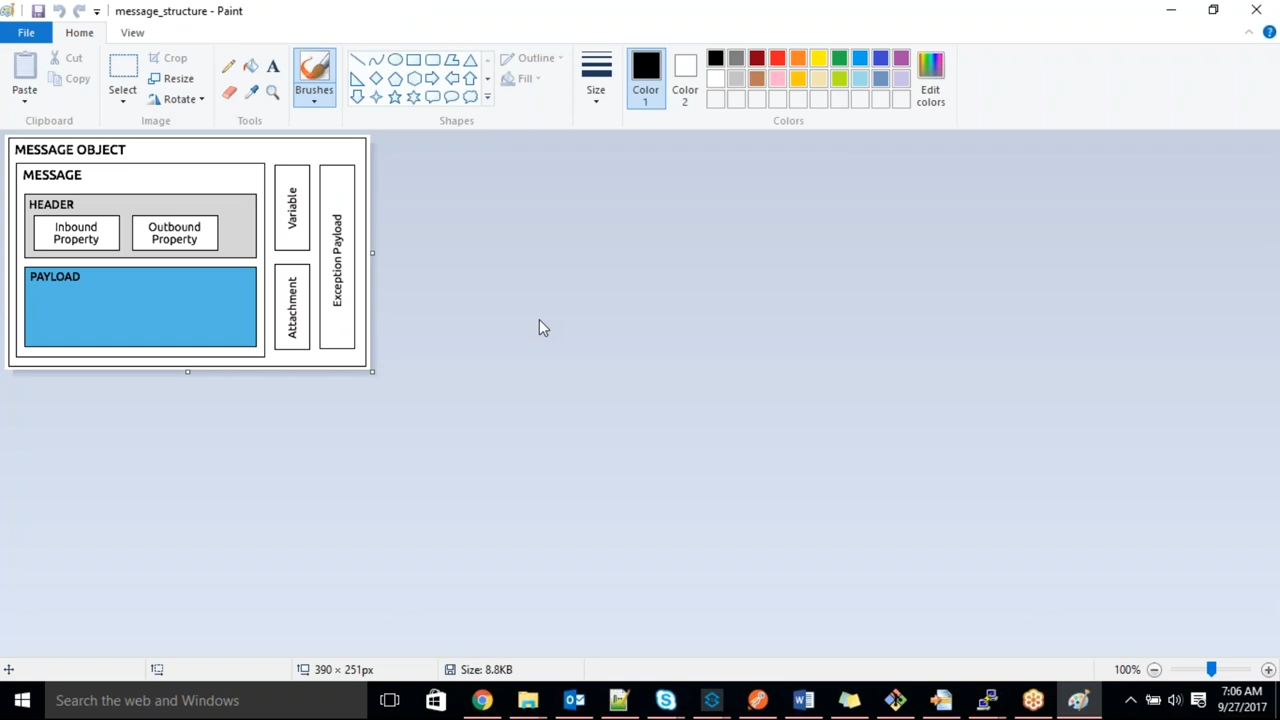 message_structure - Paint
File Home View
Paste
Cut
Copy
Clipboard
Select
Crop
Resize
Rotate
Image
Tools
Brushes
Outline
Fill
Shapes
Size
Color 1
Color 2
Edit colors
Colors
MESSAGE OBJECT
MESSAGE
HEADER
Inbound Property
Outbound Property
PAYLOAD
Variable
Attachment
Exception Payload
390 × 251px
Size: 8.8KB
100%
Search the web and Windows
7:06 AM
9/27/2017